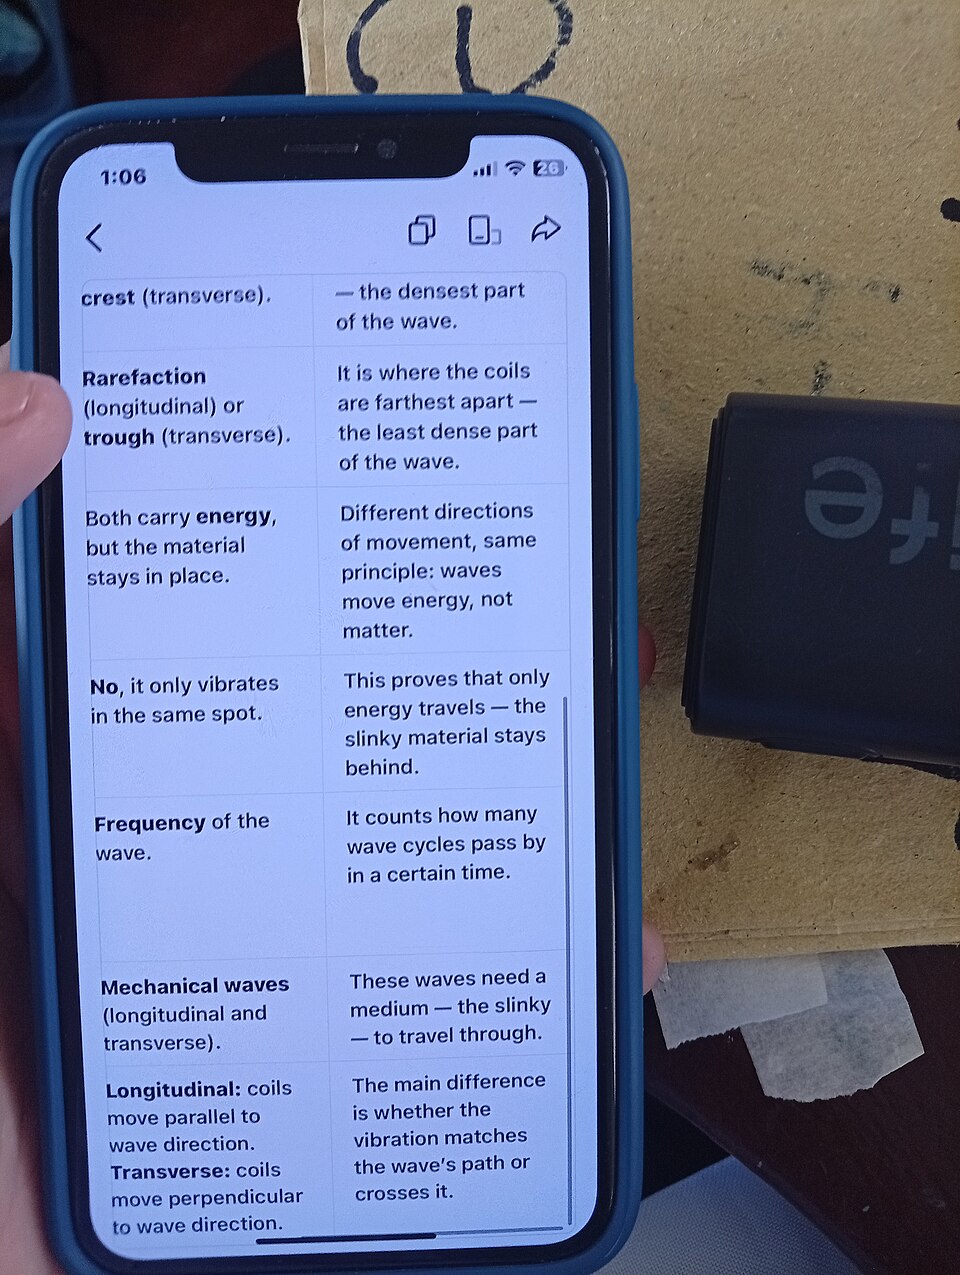 1:06
26
crest (transverse).
— the densest part
of the wave.
Rarefaction
(longitudinal) or
trough (transverse).
It is where the coils
are farthest apart —
the least dense part
of the wave.
Both carry energy,
but the material
stays in place.
Different directions
of movement, same
principle: waves
move energy, not
matter.
No, it only vibrates
in the same spot.
This proves that only
energy travels — the
slinky material stays
behind.
Frequency of the
wave.
It counts how many
wave cycles pass by
in a certain time.
Mechanical waves
(longitudinal and
transverse).
These waves need a
medium — the slinky
— to travel through.
Longitudinal: coils
move parallel to
wave direction.
Transverse: coils
move perpendicular
to wave direction.
The main difference
is whether the
vibration matches
the wave's path or
crosses it.